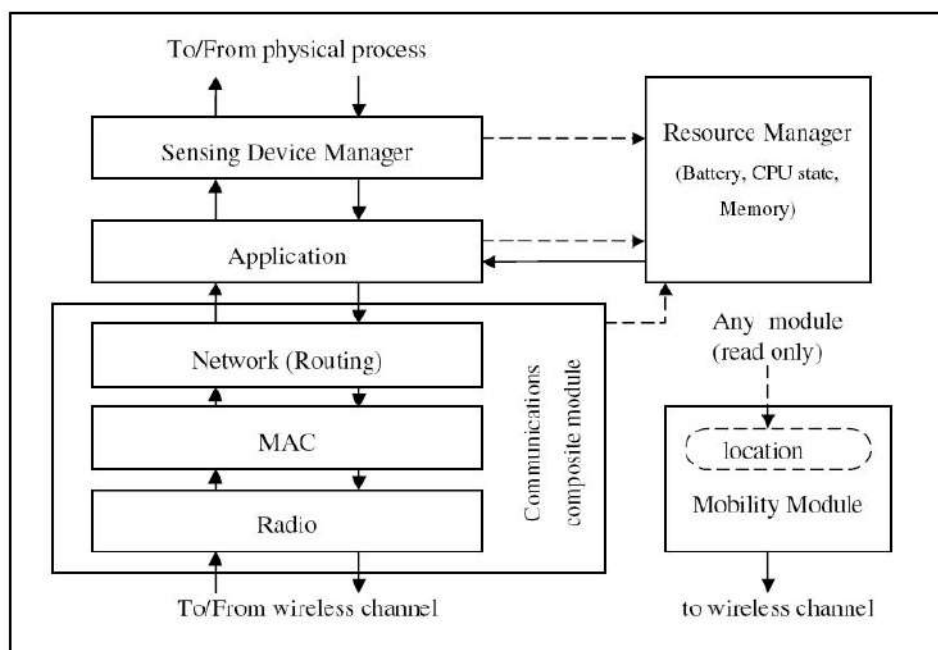 To/From physical process
Sensing Device Manager
Resource Manager
(Battery, CPU state,
Memory)
Application
Network (Routing)
MAC
Radio
Communications
composite module
Any module
(read only)
location
Mobility Module
To/From wireless channel
to wireless channel